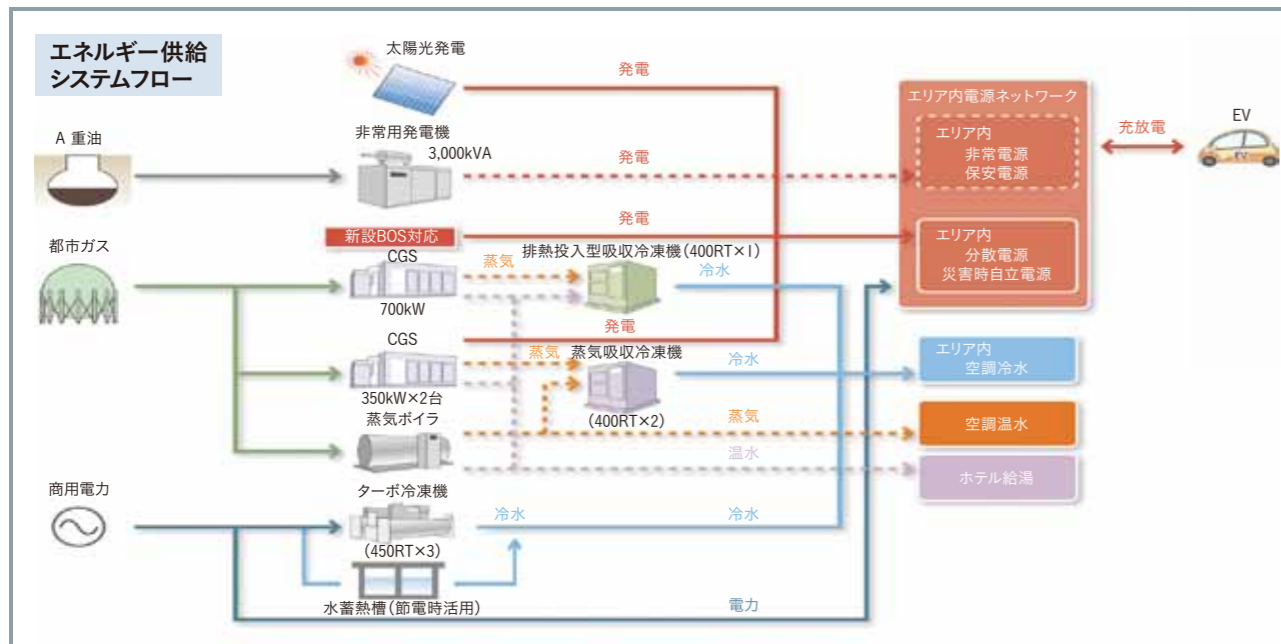 エネルギー供給
システムフロー
太陽光発電
発電
エリア内電源ネットワーク
A 重油
非常用発電機
3,000kVA
発電
エリア内
非常電源
保安電源
充放電
EV
EV
都市ガス
新設BOS対応
発電
エリア内
分散電源
災害時自立電源
CGS
蒸気
排熱投入型吸収冷凍機(400RT×1)
冷水
700kW
発電
CGS
蒸気
蒸気吸収冷凍機
冷水
エリア内
空調冷水
350kW×2台
蒸気ボイラ
(400RT×2)
蒸気
空調温水
温水
ホテル給湯
商用電力
ターボ冷凍機
冷水
冷水
(450RT×3)
水蓄熱槽(節電時活用)
電力